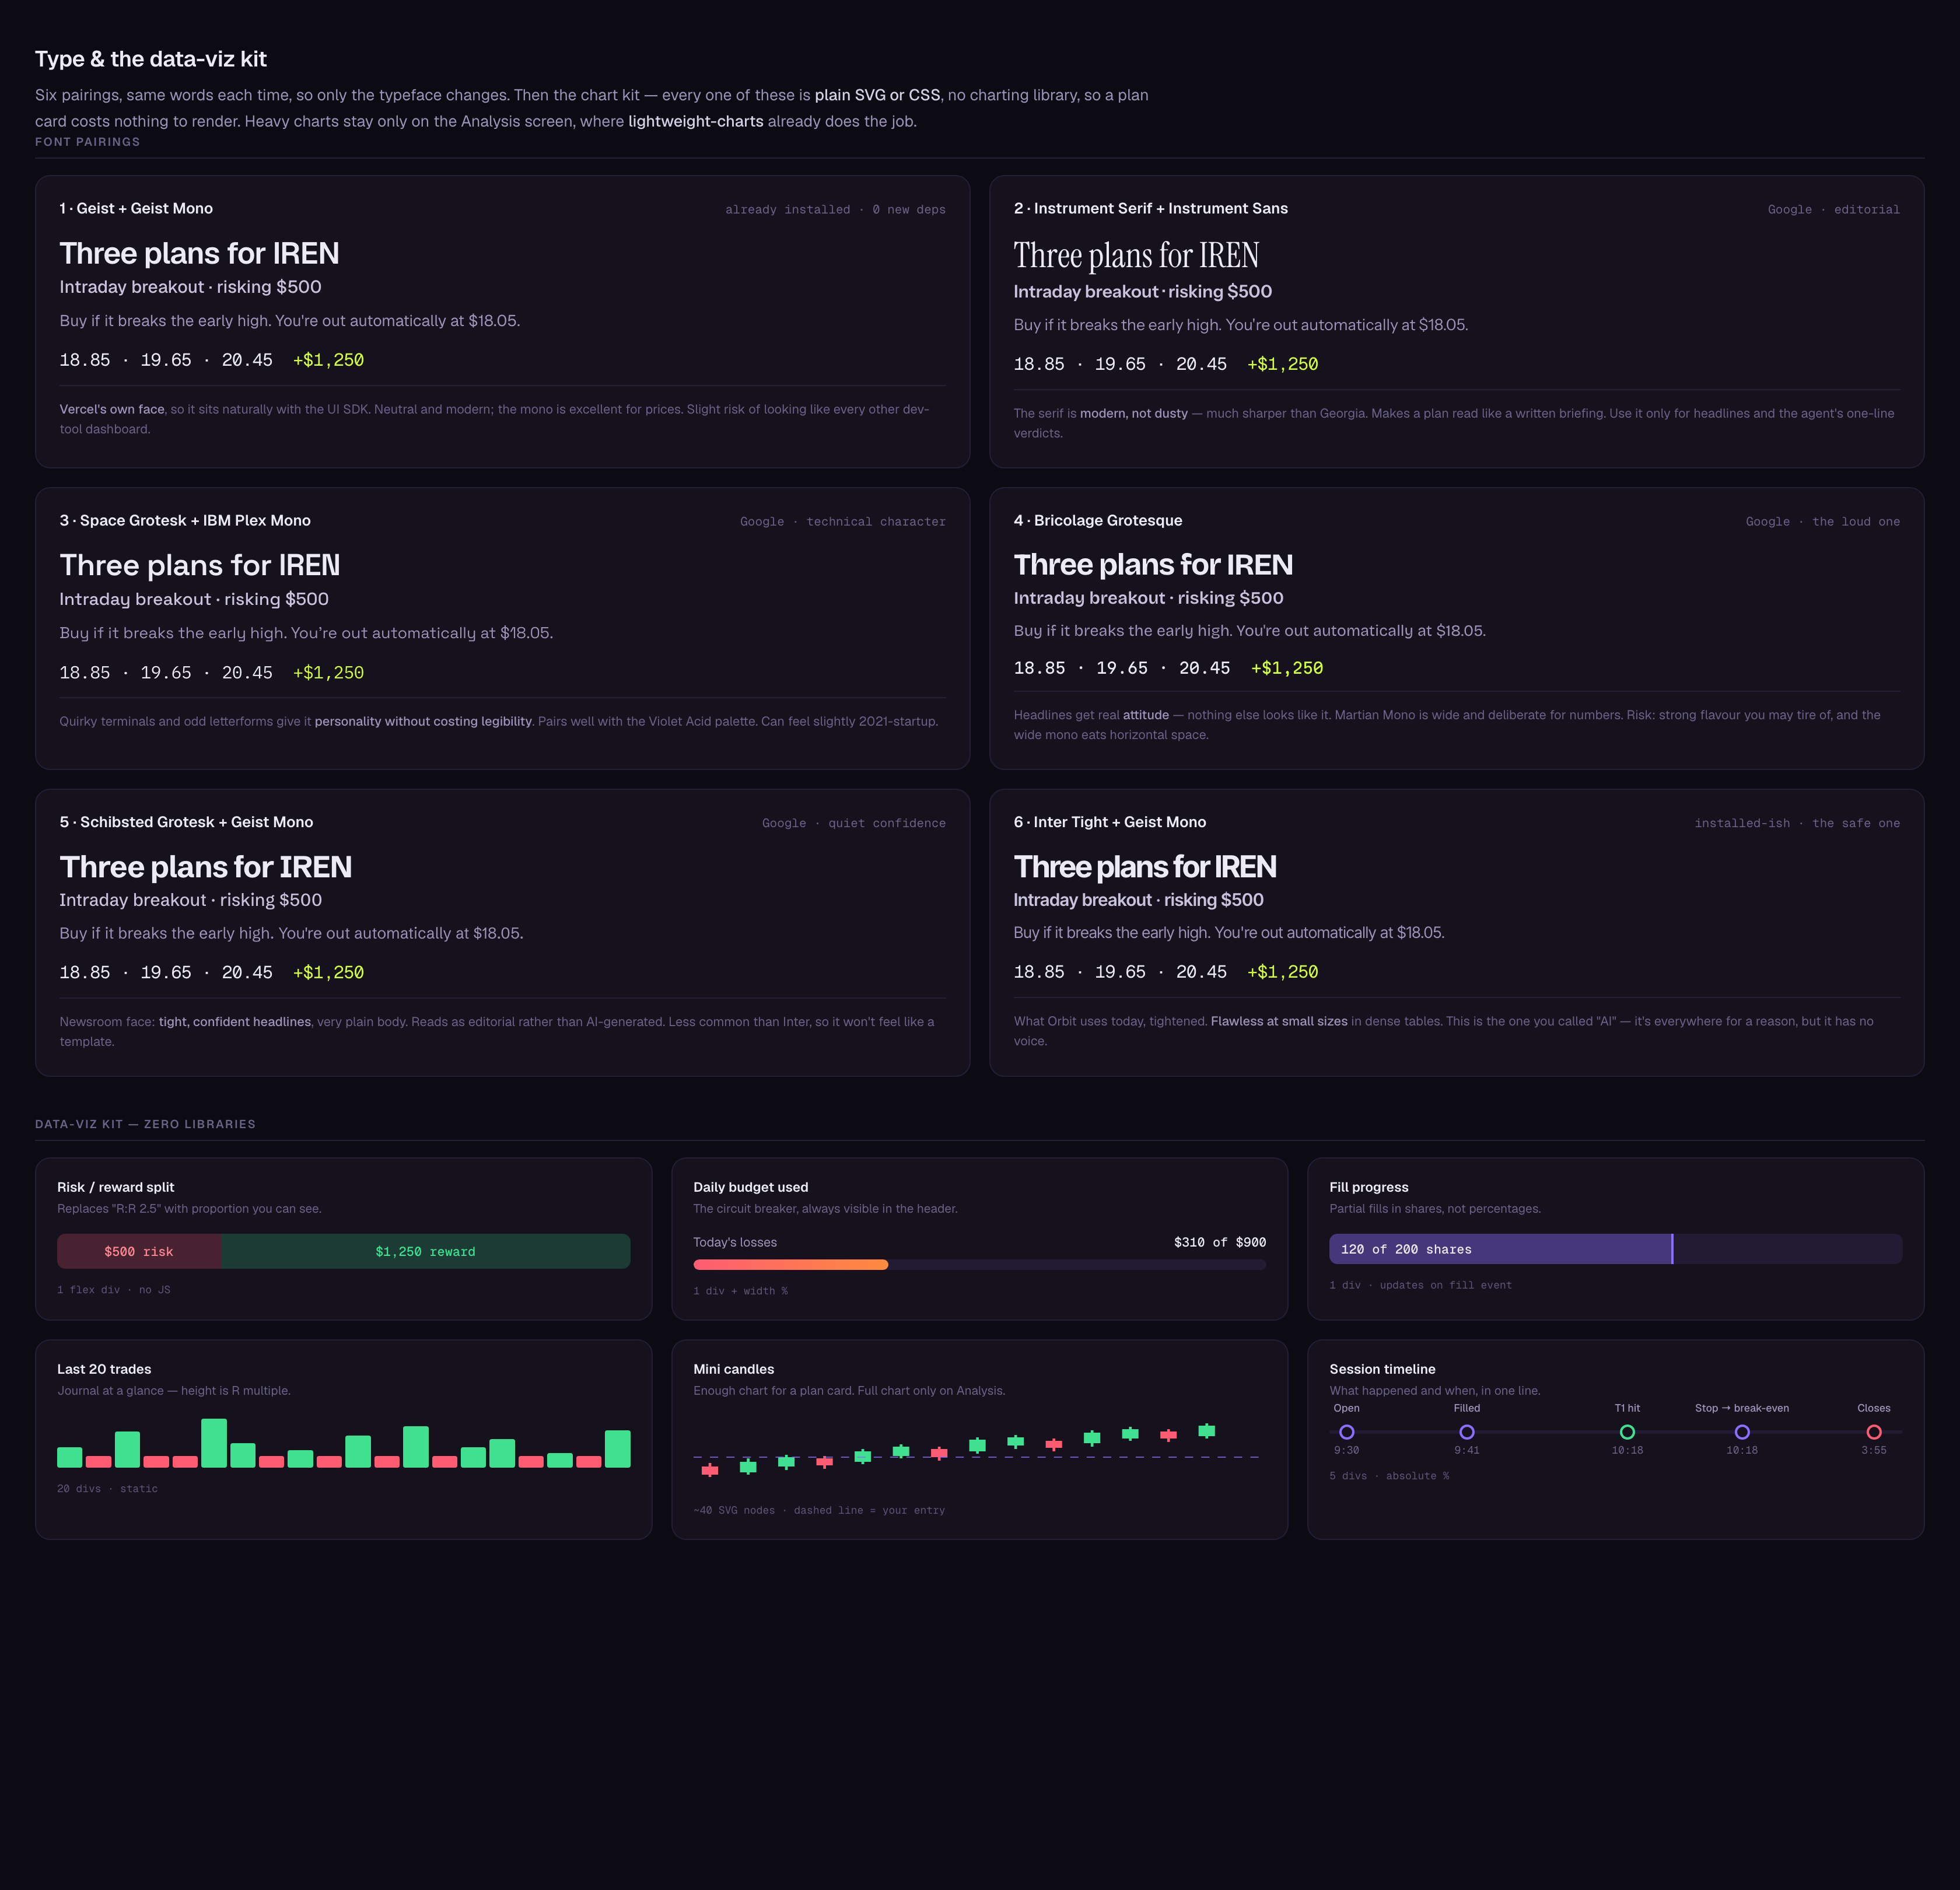 Type & the data-viz kit
Six pairings, same words each time, so only the typeface changes. Then the chart kit — every one of these is plain SVG or CSS, no charting library, so a plan
card costs nothing to render. Heavy charts stay only on the Analysis screen, where lightweight-charts already does the job.
FONT PAIRINGS
1 · Geist + Geist Mono
already installed · 0 new deps
Three plans for IREN
Intraday breakout · risking $500
Buy if it breaks the early high. You're out automatically at $18.05.
18.85 · 19.65 · 20.45 +$1,250
Vercel's own face, so it sits naturally with the UI SDK. Neutral and modern; the mono is excellent for prices. Slight risk of looking like every other dev-
tool dashboard.
2 · Instrument Serif + Instrument Sans
Google · editorial
Three plans for IREN
Intraday breakout · risking $500
Buy if it breaks the early high. You're out automatically at $18.05.
18.85 · 19.65 · 20.45 +$1,250
The serif is modern, not dusty — much sharper than Georgia. Makes a plan read like a written briefing. Use it only for headlines and the agent's one-line
verdicts.
3 · Space Grotesk + IBM Plex Mono
Google · technical character
Three plans for IREN
Intraday breakout · risking $500
Buy if it breaks the early high. You're out automatically at $18.05.
18.85 · 19.65 · 20.45 +$1,250
Quirky terminals and odd letterforms give it personality without costing legibility. Pairs well with the Violet Acid palette. Can feel slightly 2021-startup.
4 · Bricolage Grotesque
Google · the loud one
Three plans for IREN
Intraday breakout · risking $500
Buy if it breaks the early high. You're out automatically at $18.05.
18.85 · 19.65 · 20.45 +$1,250
Headlines get real attitude — nothing else looks like it. Martian Mono is wide and deliberate for numbers. Risk: strong flavour you may tire of, and the
wide mono eats horizontal space.
5 · Schibsted Grotesk + Geist Mono
Google · quiet confidence
Three plans for IREN
Intraday breakout · risking $500
Buy if it breaks the early high. You're out automatically at $18.05.
18.85 · 19.65 · 20.45 +$1,250
Newsroom face: tight, confident headlines, very plain body. Reads as editorial rather than AI-generated. Less common than Inter, so it won't feel like a
template.
6 · Inter Tight + Geist Mono
installed-ish · the safe one
Three plans for IREN
Intraday breakout · risking $500
Buy if it breaks the early high. You're out automatically at $18.05.
18.85 · 19.65 · 20.45 +$1,250
What Orbit uses today, tightened. Flawless at small sizes in dense tables. This is the one you called "AI" — it's everywhere for a reason, but it has no
voice.
DATA-VIZ KIT — ZERO LIBRARIES
Risk / reward split
Replaces "R:R 2.5" with proportion you can see.
$500 risk
$1,250 reward
1 flex div · no JS
Daily budget used
The circuit breaker, always visible in the header.
Today's losses
$310 of $900
1 div + width %
Fill progress
Partial fills in shares, not percentages.
120 of 200 shares
1 div · updates on fill event
Last 20 trades
Journal at a glance — height is R multiple.
20 divs · static
Mini candles
Enough chart for a plan card. Full chart only on Analysis.
~40 SVG nodes · dashed line = your entry
Session timeline
What happened and when, in one line.
Open Filled T1 hit Stop → break-even Closes
9:30 9:41 10:18 10:18 3:55
5 divs · absolute %